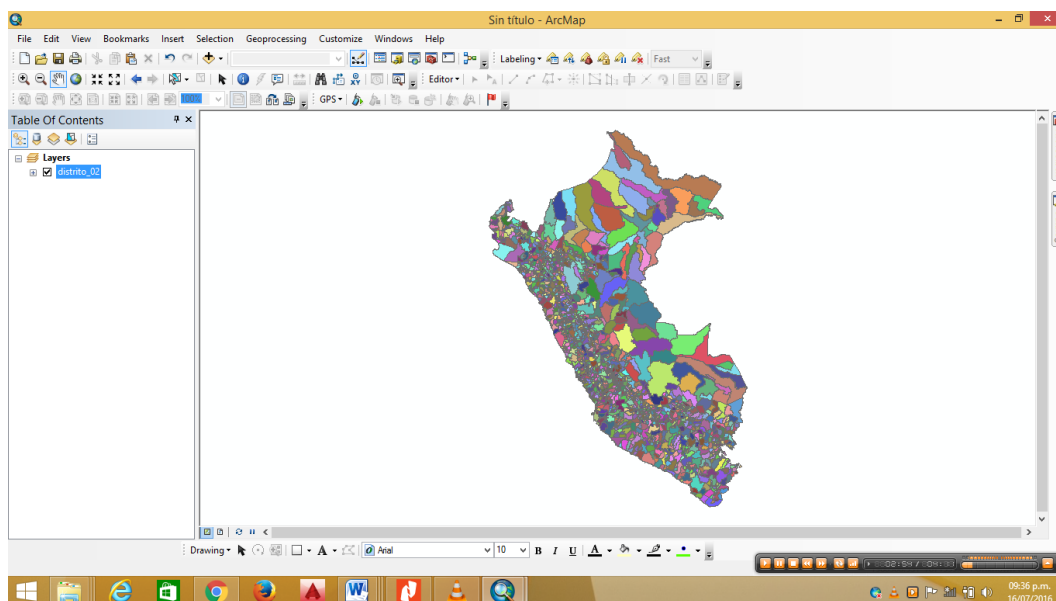 Sin título - ArcMap
File Edit View Bookmarks Insert Selection Geoprocessing Customize Windows Help
Labeling Fast
Editor
100% GPS
Table Of Contents
Layers
distrito_02
Drawing A Arial 10 B I U A
09:36 p.m.
16/07/2016